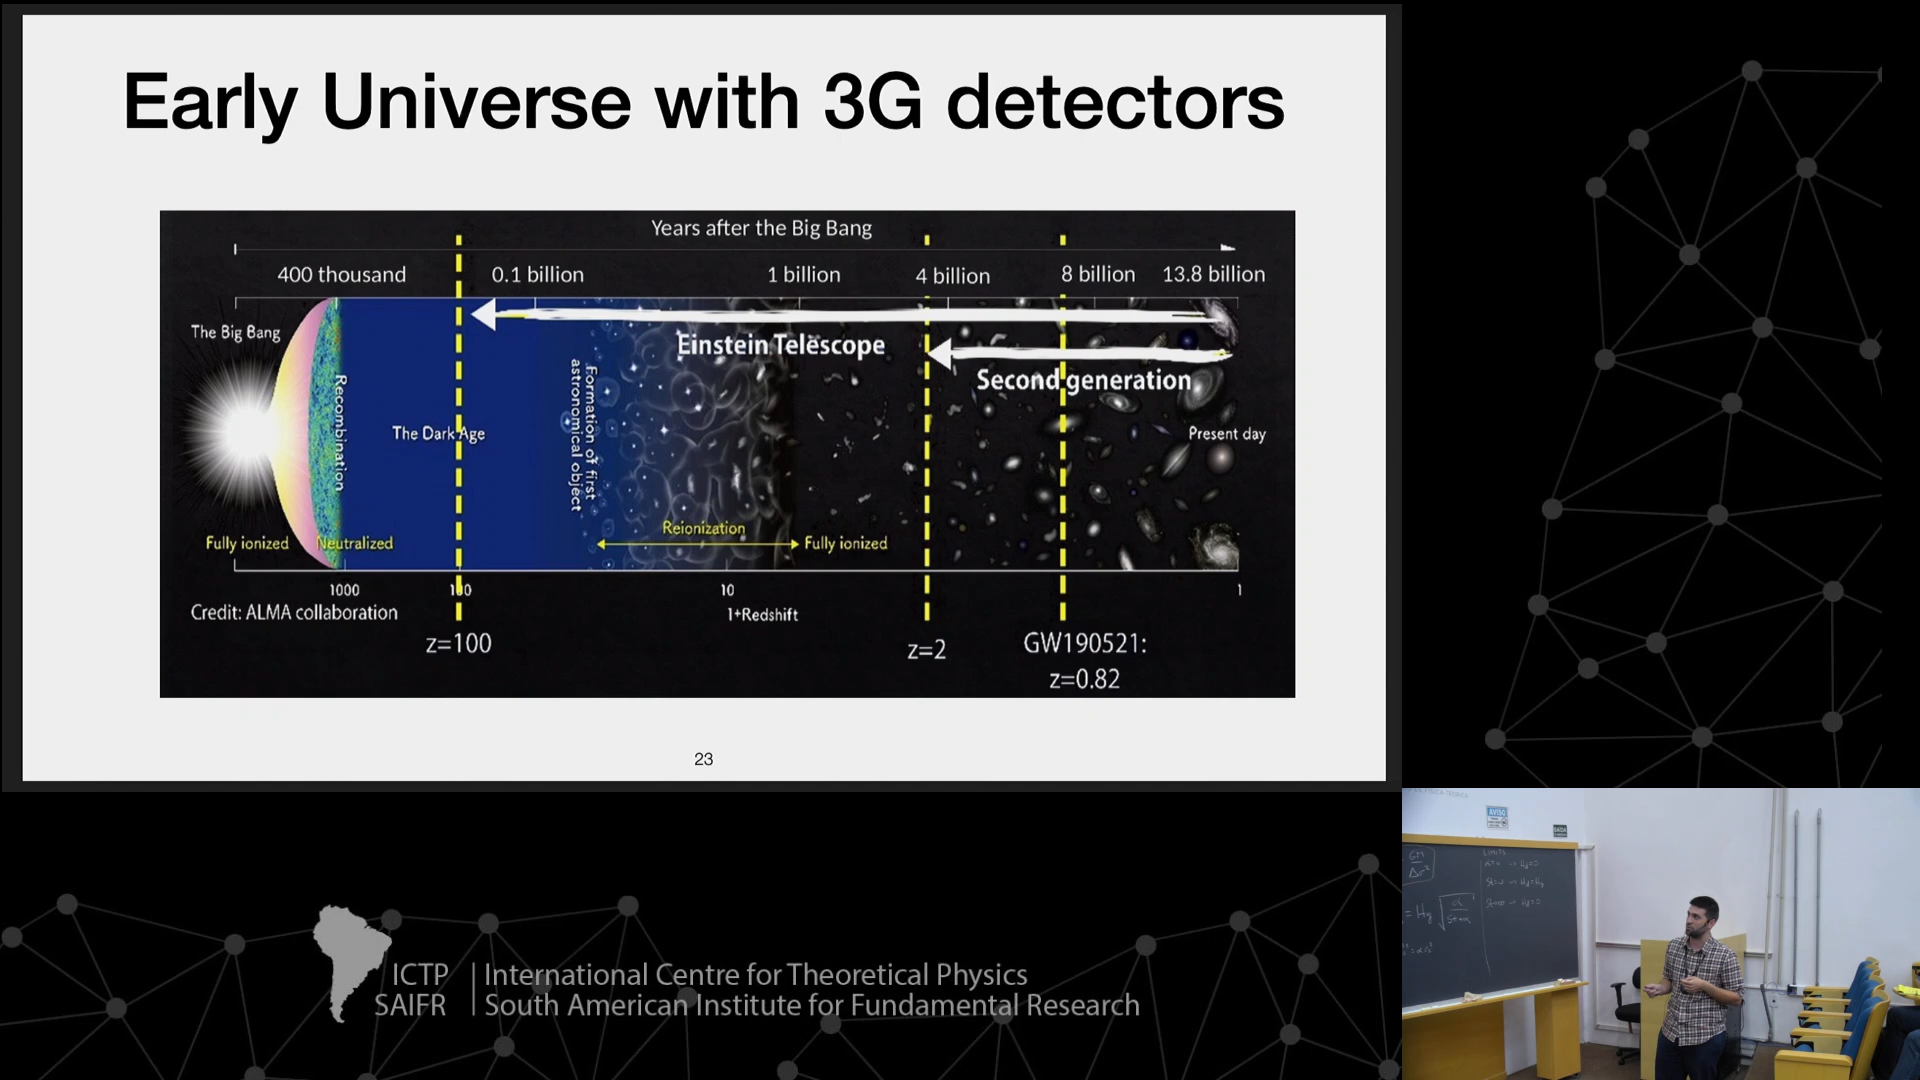 Early Universe with 3G detectors
Years after the Big Bang
400 thousand 0.1 billion 1 billion 4 billion 8 billion 13.8 billion
The Big Bang
Einstein Telescope
Second generation
Recombination
Formation of first
astronomical object
The Dark Age
Present day
Reionization
Fully ionized Neutralized Fully ionized
1000 100 10 1
Credit: ALMA collaboration 1+Redshift
z=100 z=2 GW190521:
z=0.82
23
AVISO
ICTP International Centre for Theoretical Physics
SAIFR South American Institute for Fundamental Research